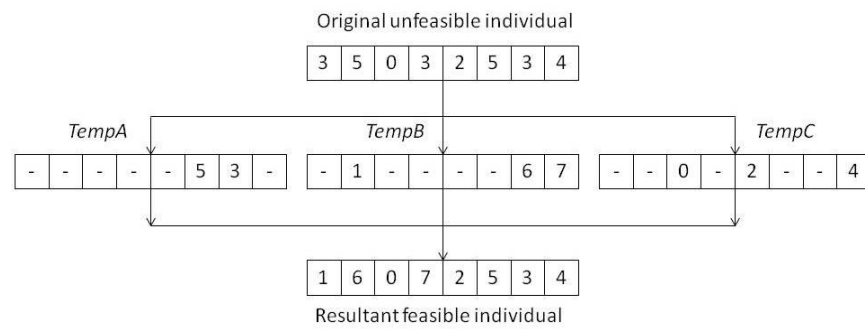 Original unfeasible individual
3 5 0 3 2 5 3 4
TempA TempB TempC
- - - - - 5 3 - - 1 - - - - 6 7 - - 0 - 2 - - 4
1 6 0 7 2 5 3 4
Resultant feasible individual